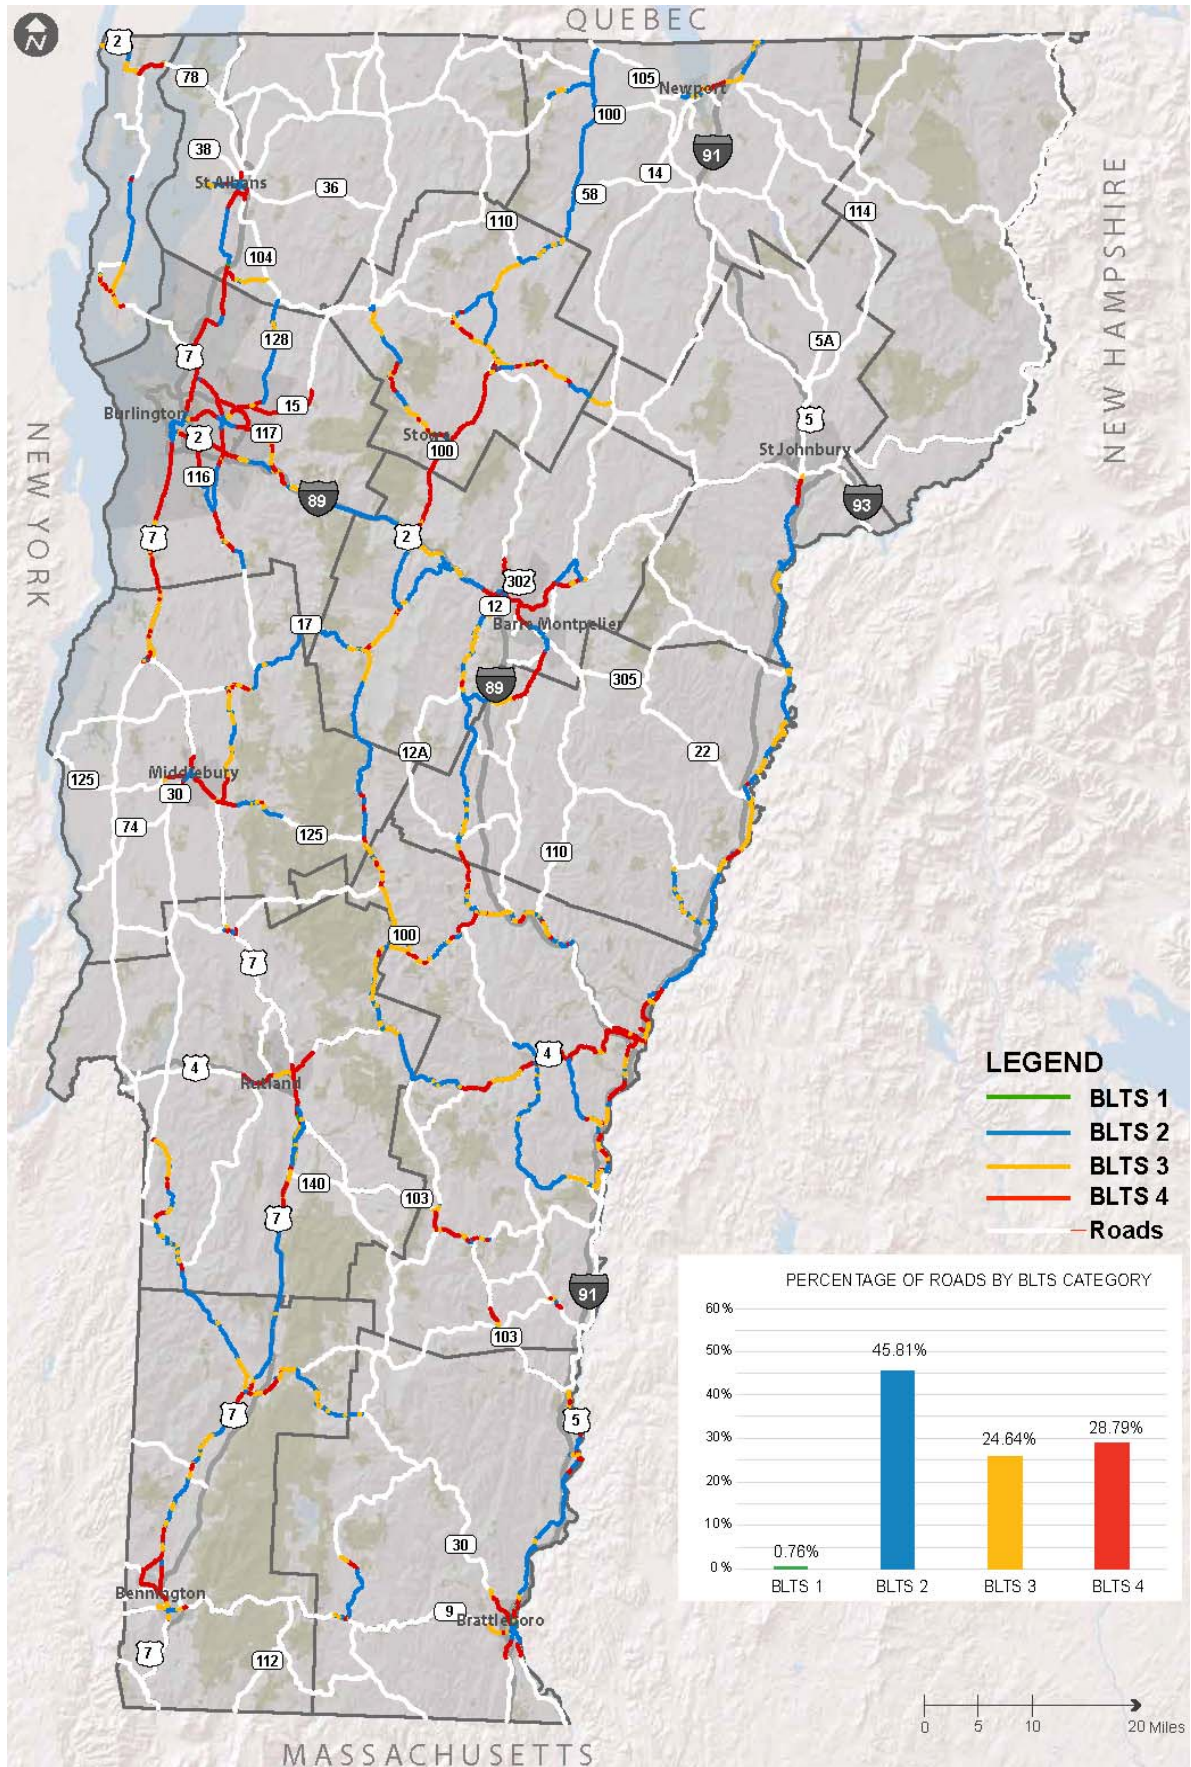 QUEBEC
N
2
78
105
Newport
100
38
91
St Albans
36
14
58
110
114
104
NEW HAMPSHIRE
128
5A
7
15
Burlington
117
2
5
Stowe
100
St Johnbury
116
NEW YORK
89
93
7
2
302
12
Barre Montpelier
17
305
89
12A
22
Middlebury
125
30
74
125
110
100
7
4
4
Rutland
LEGEND
BLTS 1
BLTS 2
BLTS 3
BLTS 4
Roads
140
103
7
91
103
PERCENTAGE OF ROADS BY BLTS CATEGORY
60%
50%
40%
30%
20%
10%
0%
0.76%
45.81%
24.64%
28.79%
BLTS 1
BLTS 2
BLTS 3
BLTS 4
7
5
30
Bennington
9
Brattleboro
7
112
0
5
10
20 Miles
MASSACHUSETTS